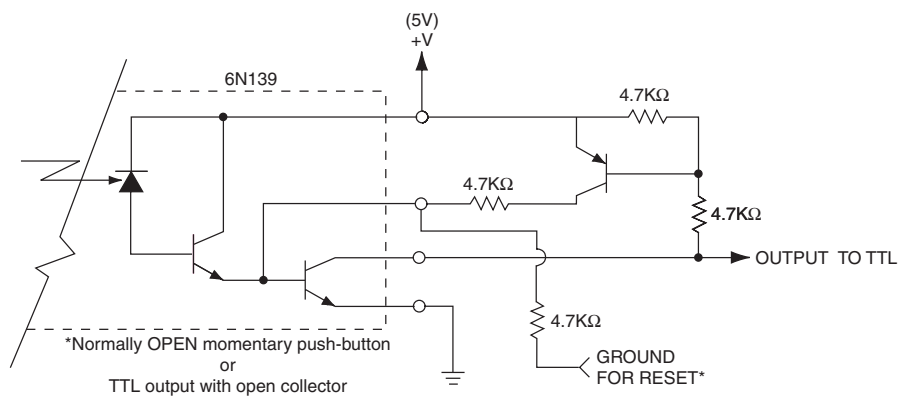 (5V)
+V
6N139
4.7KΩ
4.7KΩ
4.7KΩ
OUTPUT TO TTL
4.7KΩ
*Normally OPEN momentary push-button
or
TTL output with open collector
GROUND
FOR RESET*